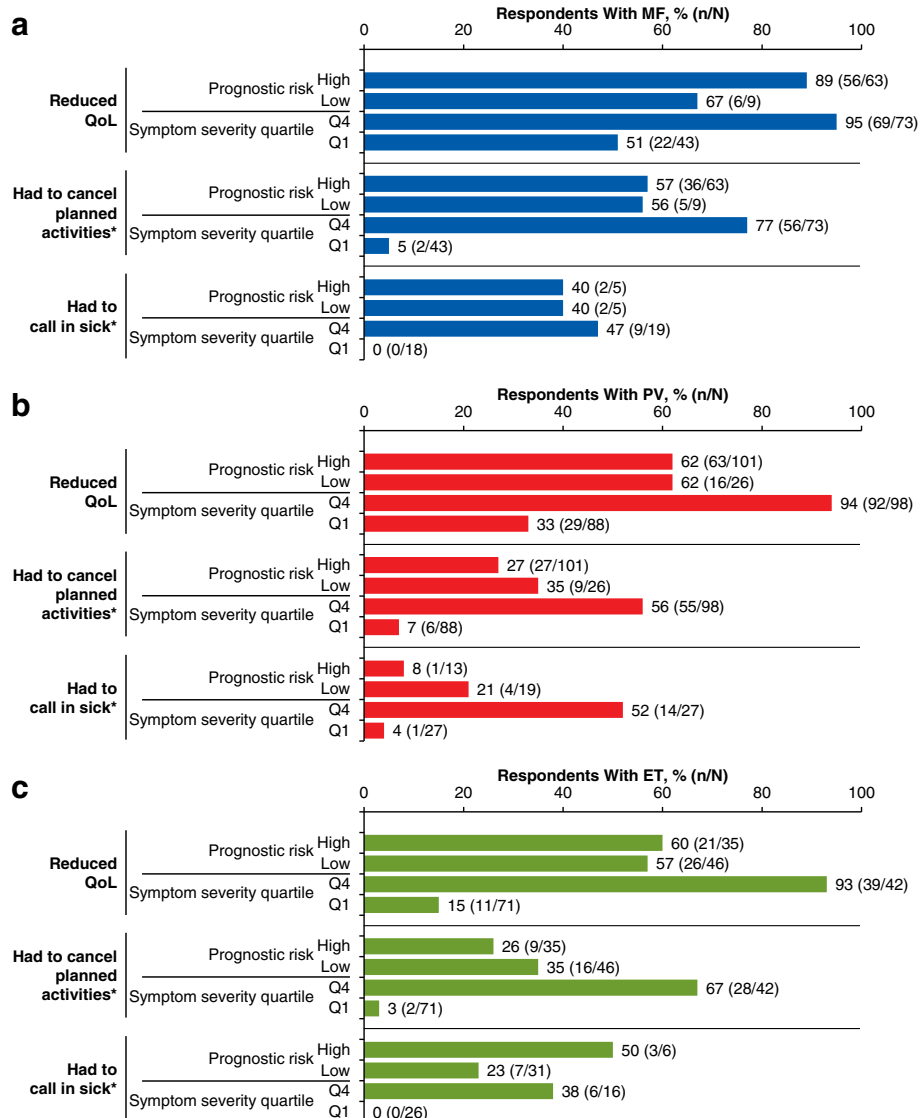 a
Respondents With MF, % (n/N)
0 20 40 60 80 100
Reduced
QoL
Prognostic risk
High 89 (56/63)
Low 67 (6/9)
Symptom severity quartile
Q4 95 (69/73)
Q1 51 (22/43)
Had to cancel
planned
activities*
Prognostic risk
High 57 (36/63)
Low 56 (5/9)
Symptom severity quartile
Q4 77 (56/73)
Q1 5 (2/43)
Had to
call in sick*
Prognostic risk
High 40 (2/5)
Low 40 (2/5)
Symptom severity quartile
Q4 47 (9/19)
Q1 0 (0/18)
b
Respondents With PV, % (n/N)
0 20 40 60 80 100
Reduced
QoL
Prognostic risk
High 62 (63/101)
Low 62 (16/26)
Symptom severity quartile
Q4 94 (92/98)
Q1 33 (29/88)
Had to cancel
planned
activities*
Prognostic risk
High 27 (27/101)
Low 35 (9/26)
Symptom severity quartile
Q4 56 (55/98)
Q1 7 (6/88)
Had to
call in sick*
Prognostic risk
High 8 (1/13)
Low 21 (4/19)
Symptom severity quartile
Q4 52 (14/27)
Q1 4 (1/27)
c
Respondents With ET, % (n/N)
0 20 40 60 80 100
Reduced
QoL
Prognostic risk
High 60 (21/35)
Low 57 (26/46)
Symptom severity quartile
Q4 93 (39/42)
Q1 15 (11/71)
Had to cancel
planned
activities*
Prognostic risk
High 26 (9/35)
Low 35 (16/46)
Symptom severity quartile
Q4 67 (28/42)
Q1 3 (2/71)
Had to
call in sick*
Prognostic risk
High 50 (3/6)
Low 23 (7/31)
Symptom severity quartile
Q4 38 (6/16)
Q1 0 (0/26)